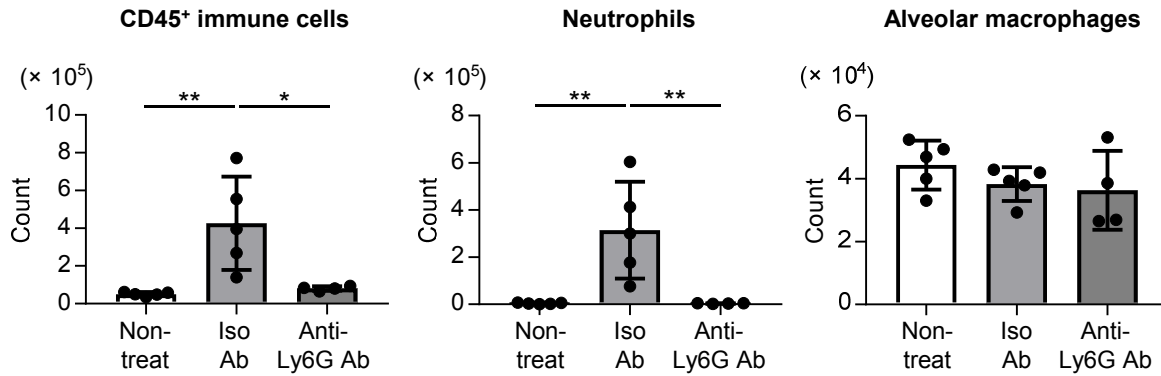 CD45⁺ immune cells
(× 10⁵)
**
*
10
8
6
4
2
0
Count
Non-
treat
Iso
Ab
Anti-
Ly6G Ab
Neutrophils
(× 10⁵)
**
**
8
6
4
2
0
Count
Non-
treat
Iso
Ab
Anti-
Ly6G Ab
Alveolar macrophages
(× 10⁴)
6
4
2
0
Count
Non-
treat
Iso
Ab
Anti-
Ly6G Ab